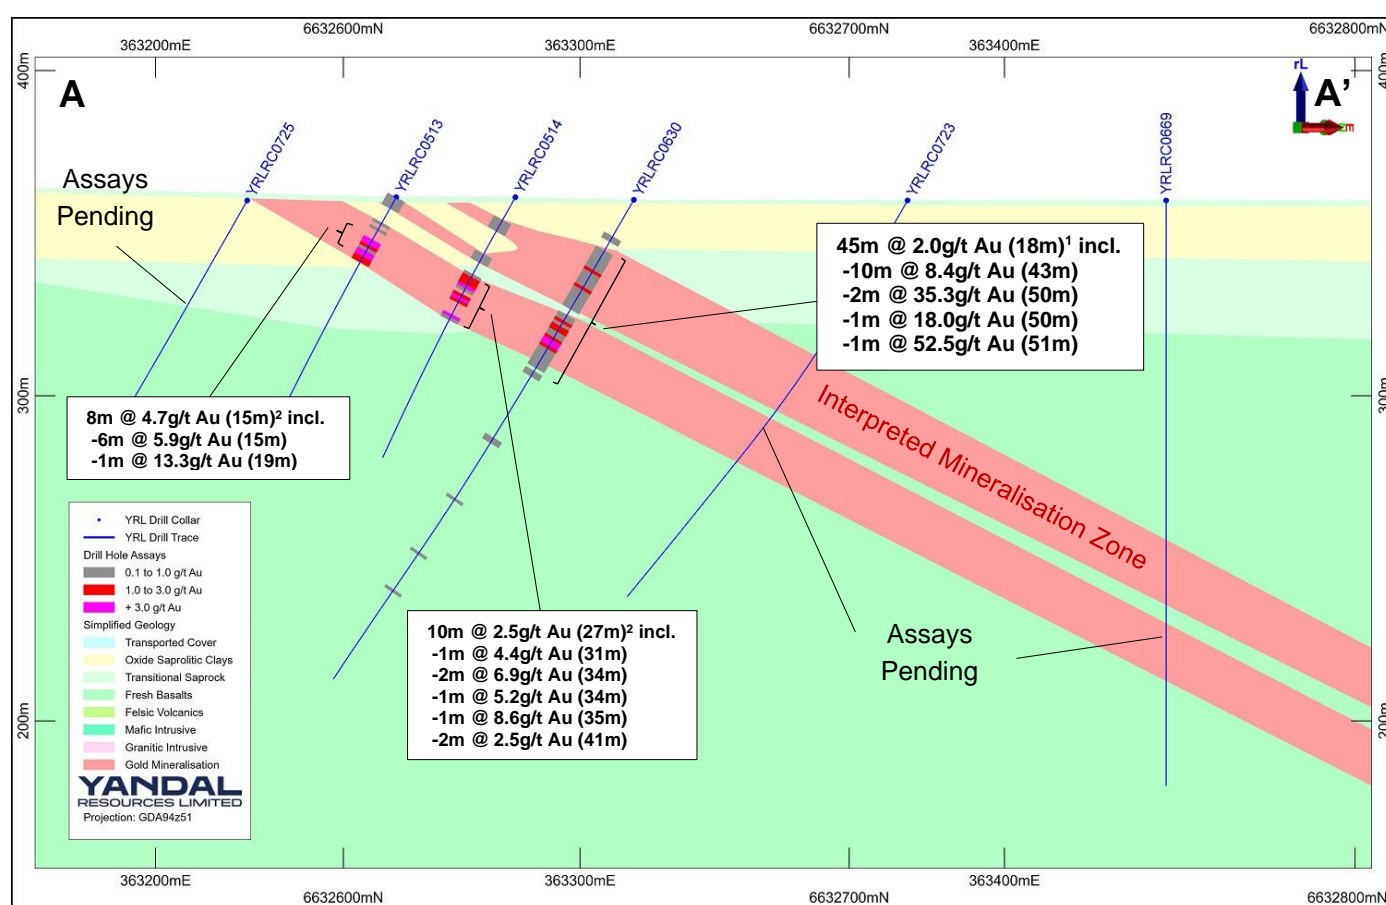 6632600mN 6632700mN 6632800mN
363200mE 363300mE 363400mE
400m 400m
rL
A A'
YRLRC0725
YRLRC0513
YRLRC0514
YRLRC0630
YRLRC0723
YRLRC0669
Assays
Pending
45m @ 2.0g/t Au (18m)¹ incl.
-10m @ 8.4g/t Au (43m)
-2m @ 35.3g/t Au (50m)
-1m @ 18.0g/t Au (50m)
-1m @ 52.5g/t Au (51m)
300m 300m
8m @ 4.7g/t Au (15m)² incl.
-6m @ 5.9g/t Au (15m)
-1m @ 13.3g/t Au (19m)
Interpreted Mineralisation Zone
YRL Drill Collar
YRL Drill Trace
Drill Hole Assays
0.1 to 1.0 g/t Au
1.0 to 3.0 g/t Au
+ 3.0 g/t Au
Simplified Geology
Transported Cover
Oxide Saprolitic Clays
Transitional Saprock
Fresh Basalts
Felsic Volcanics
Mafic Intrusive
Granitic Intrusive
Gold Mineralisation
YANDAL
RESOURCES LIMITED
Projection: GDA94z51
10m @ 2.5g/t Au (27m)² incl.
-1m @ 4.4g/t Au (31m)
-2m @ 6.9g/t Au (34m)
-1m @ 5.2g/t Au (34m)
-1m @ 8.6g/t Au (35m)
-2m @ 2.5g/t Au (41m)
Assays
Pending
200m 200m
363200mE 363300mE 363400mE
6632600mN 6632700mN 6632800mN